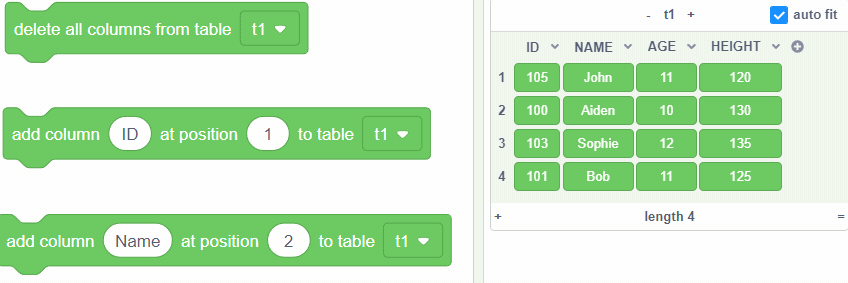 delete all columns from table t1
add column ID at position 1 to table t1
add column Name at position 2 to table t1
- t1 + auto fit
ID NAME AGE HEIGHT
1 105 John 11 120
2 100 Aiden 10 130
3 103 Sophie 12 135
4 101 Bob 11 125
+ length 4 =